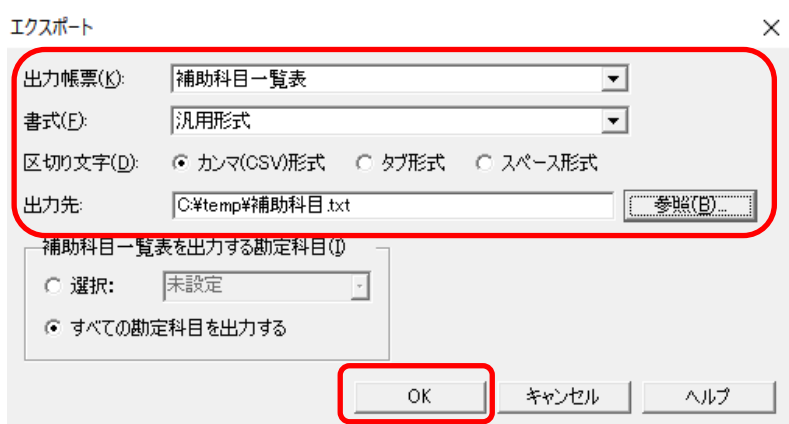 エクスポート
出力帳票(K): 補助科目一覧表
書式(F): 汎用形式
区切り文字(D): カンマ(CSV)形式 タブ形式 スペース形式
出力先: C:¥temp¥補助科目.txt 参照(B)...
補助科目一覧表を出力する勘定科目(I)
選択: 未設定
すべての勘定科目を出力する
OK キャンセル ヘルプ